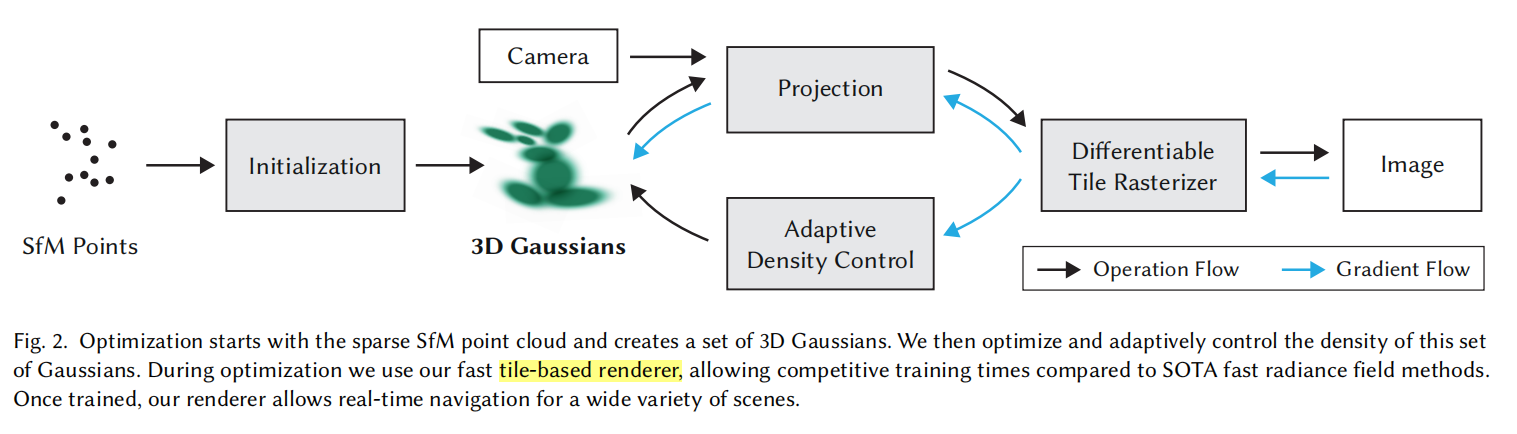 Camera
Projection
Initialization
Differentiable
Tile Rasterizer
Image
SfM Points
3D Gaussians
Adaptive
Density Control
Operation Flow
Gradient Flow
Fig. 2. Optimization starts with the sparse SfM point cloud and creates a set of 3D Gaussians. We then optimize and adaptively control the density of this set
of Gaussians. During optimization we use our fast tile-based renderer, allowing competitive training times compared to SOTA fast radiance field methods.
Once trained, our renderer allows real-time navigation for a wide variety of scenes.